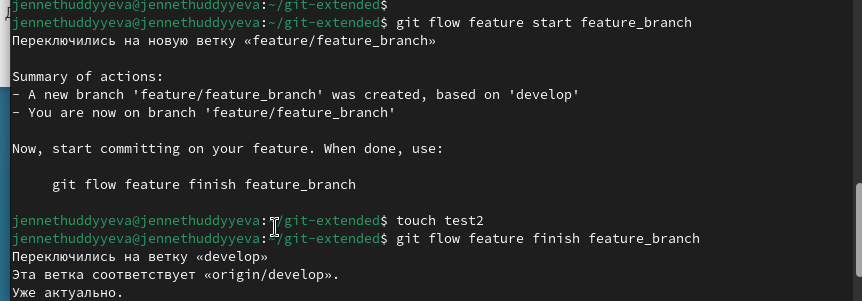 jennethuddyyeva@jennethuddyyeva:~/git-extended$
jennethuddyyeva@jennethuddyyeva:~/git-extended$ git flow feature start feature_branch
Переключились на новую ветку «feature/feature_branch»
Summary of actions:
- A new branch 'feature/feature_branch' was created, based on 'develop'
- You are now on branch 'feature/feature_branch'
Now, start committing on your feature. When done, use:
git flow feature finish feature_branch
jennethuddyyeva@jennethuddyyeva:~/git-extended$ touch test2
jennethuddyyeva@jennethuddyyeva:~/git-extended$ git flow feature finish feature_branch
Переключились на ветку «develop»
Эта ветка соответствует «origin/develop».
Уже актуально.